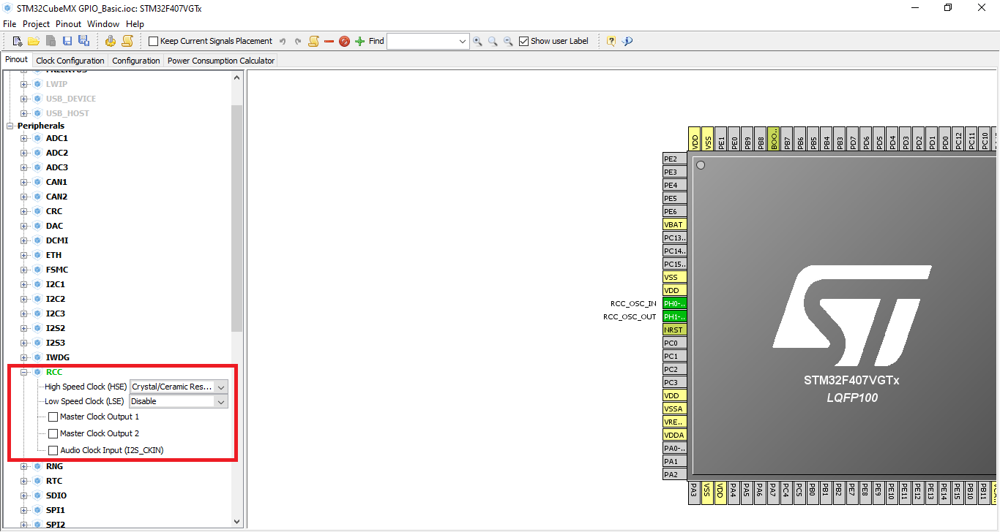 STM32CubeMX GPIO_Basic.ioc: STM32F407VGTx
File Project Pinout Window Help
Keep Current Signals Placement Find Show user Label
Pinout Clock Configuration Configuration Power Consumption Calculator
FREERTOS
LWIP
USB_DEVICE
USB_HOST
Peripherals
ADC1
ADC2
ADC3
CAN1
CAN2
CRC
DAC
DCMI
ETH
FSMC
I2C1
I2C2
I2C3
I2S2
I2S3
IWDG
RCC
High Speed Clock (HSE) Crystal/Ceramic Res...
Low Speed Clock (LSE) Disable
Master Clock Output 1
Master Clock Output 2
Audio Clock Input (I2S_CKIN)
RNG
RTC
SDIO
SPI1
SPI2
VDD VSS PE1 PE0 PB9 PB8 BOO.. PB7 PB6 PB5 PB4 PB3 PD7 PD6 PD5 PD4 PD3 PD2 PD1 PD0 PC12 PC11 PC10
PE2
PE3
PE4
PE5
PE6
VBAT
PC13..
PC14..
PC15..
VSS
VDD
RCC_OSC_IN PH0-..
RCC_OSC_OUT PH1-..
NRST
PC0
PC1
PC2
PC3
VDD
VSSA
VRE..
VDDA
PA0-..
PA1
PA2
ST
STM32F407VGTx
LQFP100
PA3 VSS VDD PA4 PA5 PA6 PA7 PC4 PC5 PB0 PB1 PB2 PE7 PE8 PE9 PE10 PE11 PE12 PE13 PE14 PE15 PB10 PB11